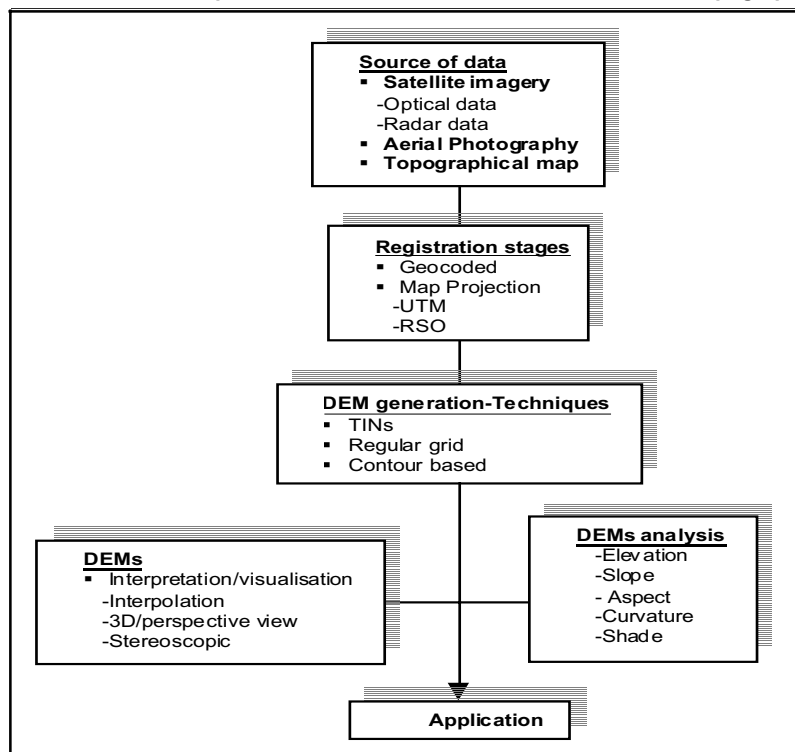 Source of data
▪ Satellite imagery
-Optical data
-Radar data
▪ Aerial Photography
▪ Topographical map
Registration stages
▪ Geocoded
▪ Map Projection
-UTM
-RSO
DEM generation-Techniques
▪ TINs
▪ Regular grid
▪ Contour based
DEMs
▪ Interpretation/visualisation
-Interpolation
-3D/perspective view
-Stereoscopic
DEMs analysis
-Elevation
-Slope
- Aspect
-Curvature
-Shade
Application